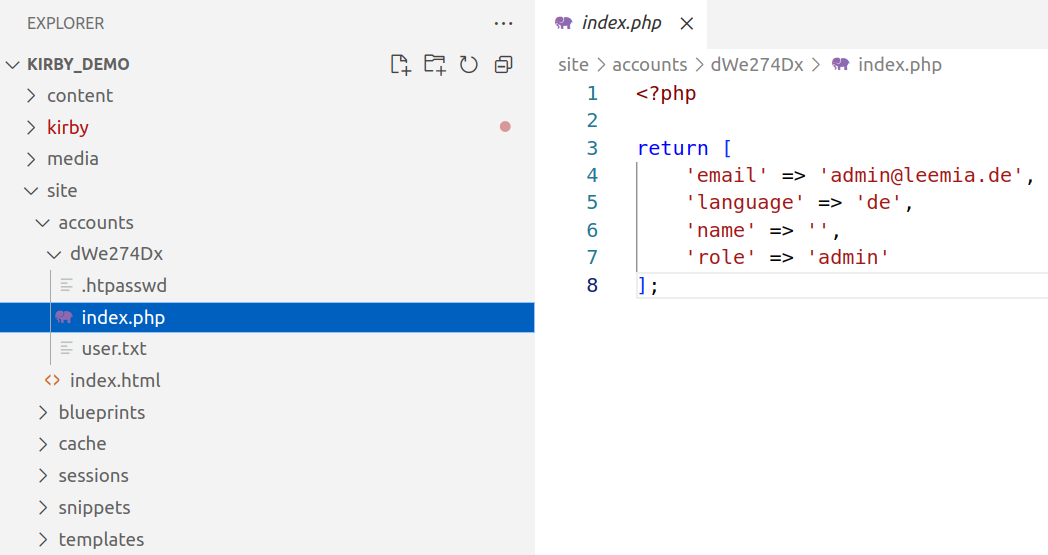 EXPLORER
KIRBY_DEMO
content
kirby
media
site
accounts
dWe274Dx
.htpasswd
index.php
user.txt
index.html
blueprints
cache
sessions
snippets
templates
index.php
site > accounts > dWe274Dx > index.php
1 <?php
2
3 return [
4     'email' => 'admin@leemia.de',
5     'language' => 'de',
6     'name' => '',
7     'role' => 'admin'
8 ];